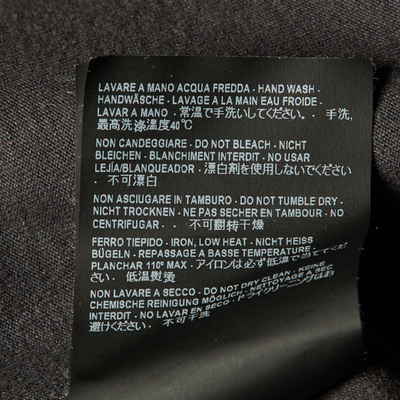 LAVARE A MANO ACQUA FREDDA - HAND WASH -
HANDWÄSCHE - LAVAGE A LA MAIN EAU FROIDE -
LAVAR A MANO - 常温で手洗いしてください。- 手洗,
最高洗涤温度40℃
NON CANDEGGIARE - DO NOT BLEACH - NICHT
BLEICHEN - BLANCHIMENT INTERDIT - NO USAR
LEJÍA/BLANQUEADOR - 漂白剤を使用しないでください
- 不可漂白
NON ASCIUGARE IN TAMBURO - DO NOT TUMBLE DRY -
NICHT TROCKNEN - NE PAS SECHER EN TAMBOUR - NO
CENTRIFUGAR - - 不可翻转干燥
FERRO TIEPIDO - IRON, LOW HEAT - NICHT HEISS
BÜGELN - REPASSAGE A BASSE TEMPERATURE -
PLANCHAR 110º MAX - アイロンは必ず低温で当ててくだ
さい - 低温熨烫
NON LAVARE A SECCO - DO NOT DRY CLEAN - KEINE
CHEMISCHE REINIGUNG MÖGLICH - NETTOYAGE A SEC
INTERDIT - NO LAVAR EN SECO - ドライクリーニングはお
避けください - 不可干洗